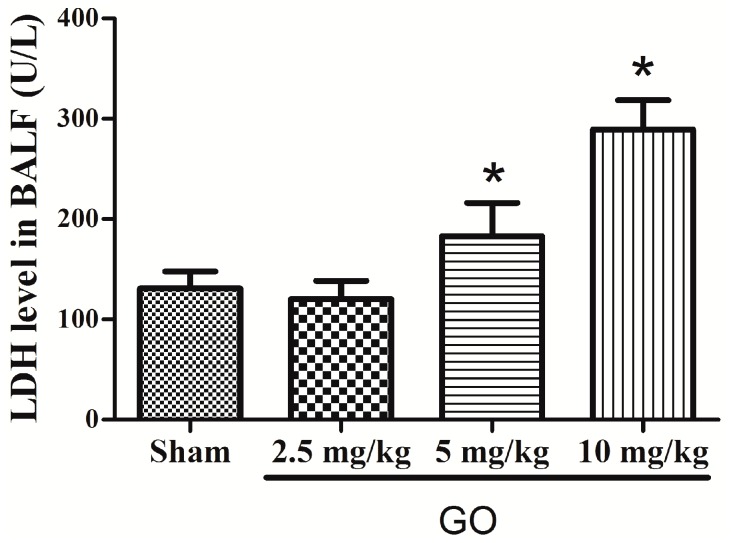 LDH level in BALF (U/L)
400
300
200
100
0
*
*
Sham
2.5 mg/kg
5 mg/kg
10 mg/kg
GO